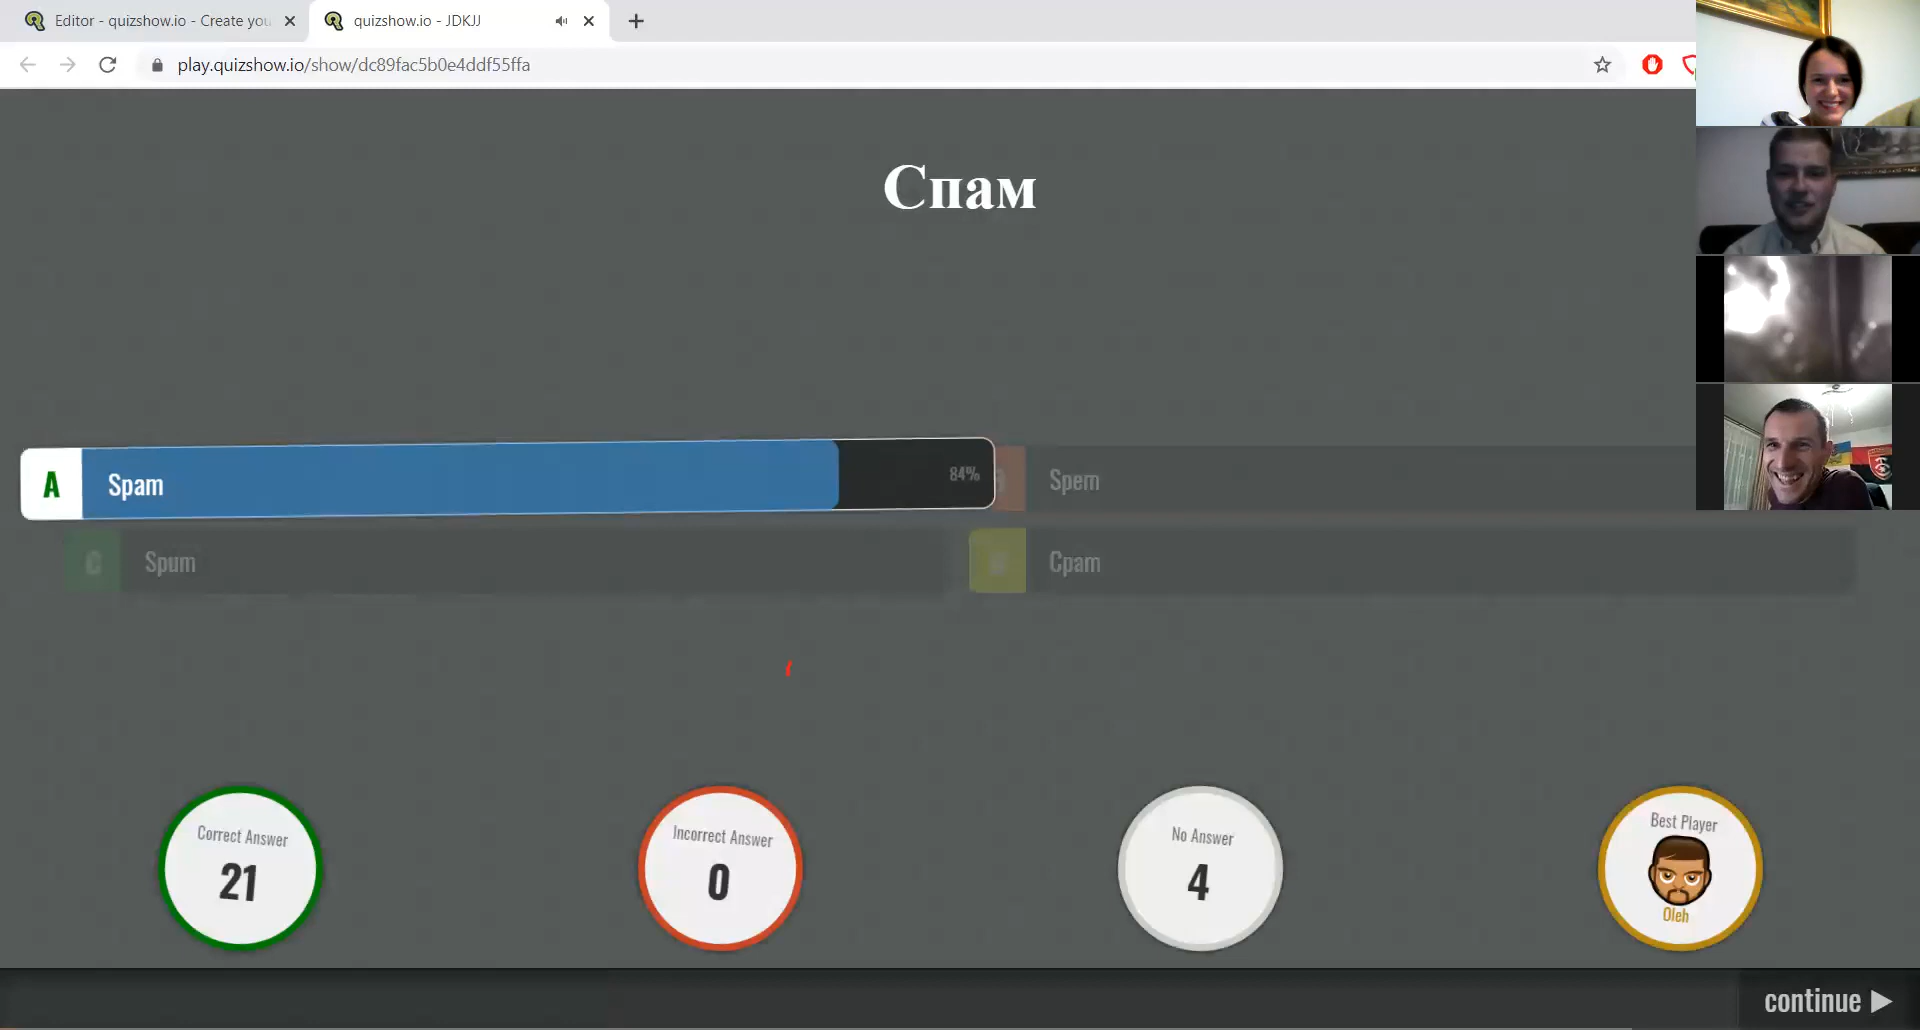 Editor - quizshow.io - Create you
quizshow.io - JDKJJ
play.quizshow.io/show/dc89fac5b0e4ddf55ffa
Спам
A Spam 84%
Spem
C Spum
Cpam
Correct Answer
21
Incorrect Answer
0
No Answer
4
Best Player
Oleh
continue